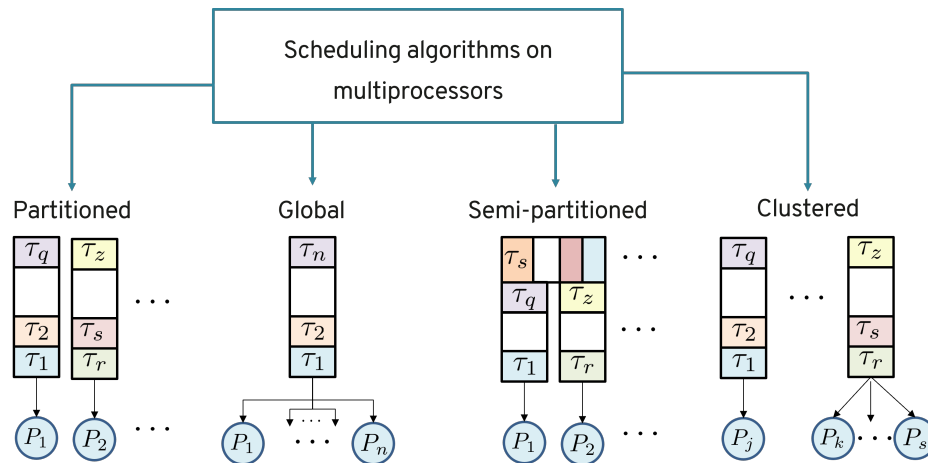 Scheduling algorithms on
multiprocessors
Partitioned
Global
Semi-partitioned
Clustered
τq τz
τ2 τs
τ1 τr
...
P1 P2 ...
τn
τ2
τ1
...
P1 ... Pn
τs ...
τq τz
...
τ1 τr
P1 P2 ...
τq ... τz
τ2 τs
τ1 τr
Pj Pk ... Ps